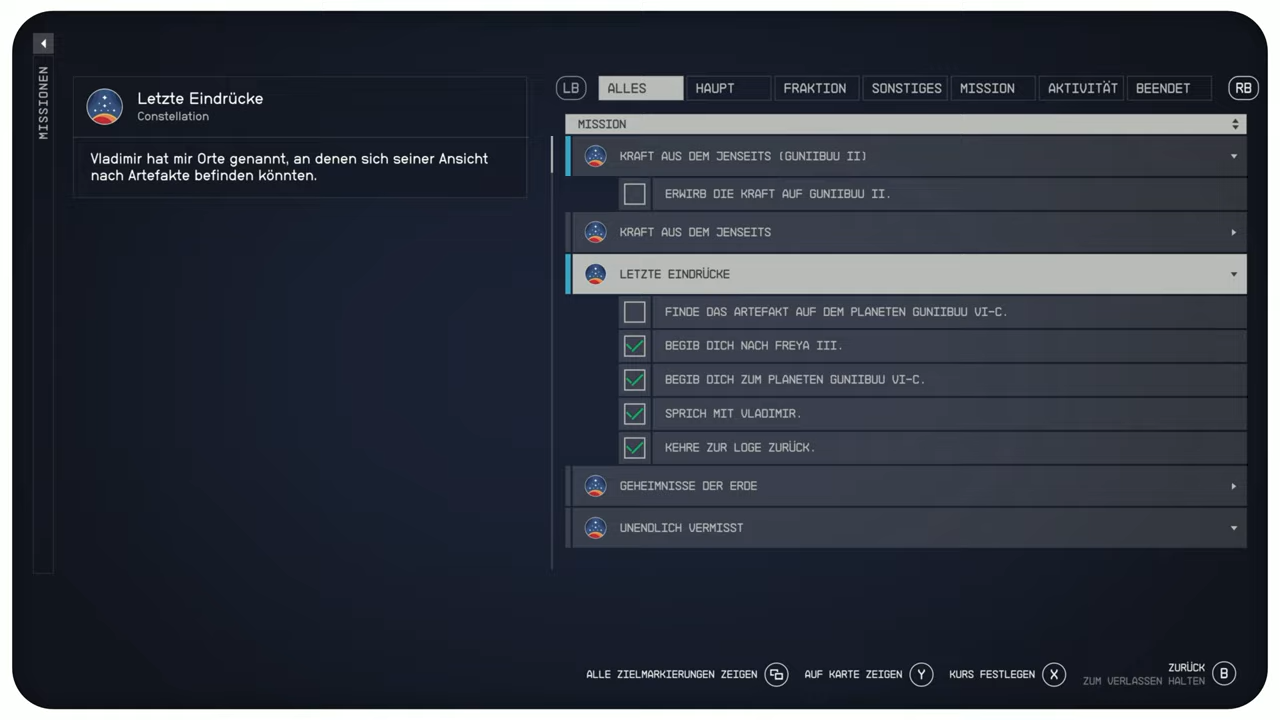 MISSIONEN
Letzte Eindrücke
Constellation
Vladimir hat mir Orte genannt, an denen sich seiner Ansicht
nach Artefakte befinden könnten.
LB
ALLES
HAUPT
FRAKTION
SONSTIGES
MISSION
AKTIVITÄT
BEENDET
RB
MISSION
KRAFT AUS DEM JENSEITS (GUNIIBUU II)
ERWIRB DIE KRAFT AUF GUNIIBUU II.
KRAFT AUS DEM JENSEITS
LETZTE EINDRÜCKE
FINDE DAS ARTEFAKT AUF DEM PLANETEN GUNIIBUU VI-C.
BEGIB DICH NACH FREYA III.
BEGIB DICH ZUM PLANETEN GUNIIBUU VI-C.
SPRICH MIT VLADIMIR.
KEHRE ZUR LOGE ZURÜCK.
GEHEIMNISSE DER ERDE
UNENDLICH VERMISST
ALLE ZIELMARKIERUNGEN ZEIGEN
AUF KARTE ZEIGEN Y
KURS FESTLEGEN X
ZURÜCK B
ZUM VERLASSEN HALTEN